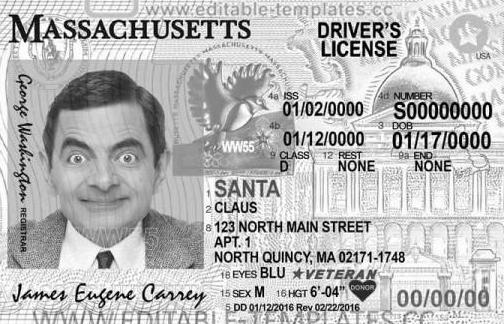 www.editable-templates.cc
MASSACHUSETTS
DRIVER'S
LICENSE
USA
4a ISS
01/02/0000
4d NUMBER
S00000000
4b
01/12/0000
3 DOB
01/17/0000
9 CLASS
D
12 REST
NONE
9a END
NONE
WW55
George Washington
REGISTRAR
1 SANTA
2 CLAUS
8 123 NORTH MAIN STREET
APT. 1
NORTH QUINCY, MA 02171-1748
18 EYES BLU ★VETERAN
15 SEX M 16 HGT 6'-04" DONOR
5 DD 01/12/2016 Rev 02/22/2016
00/00/00
James Eugene Carrey
WWW.EDITABLE-TEMPLATES.CC